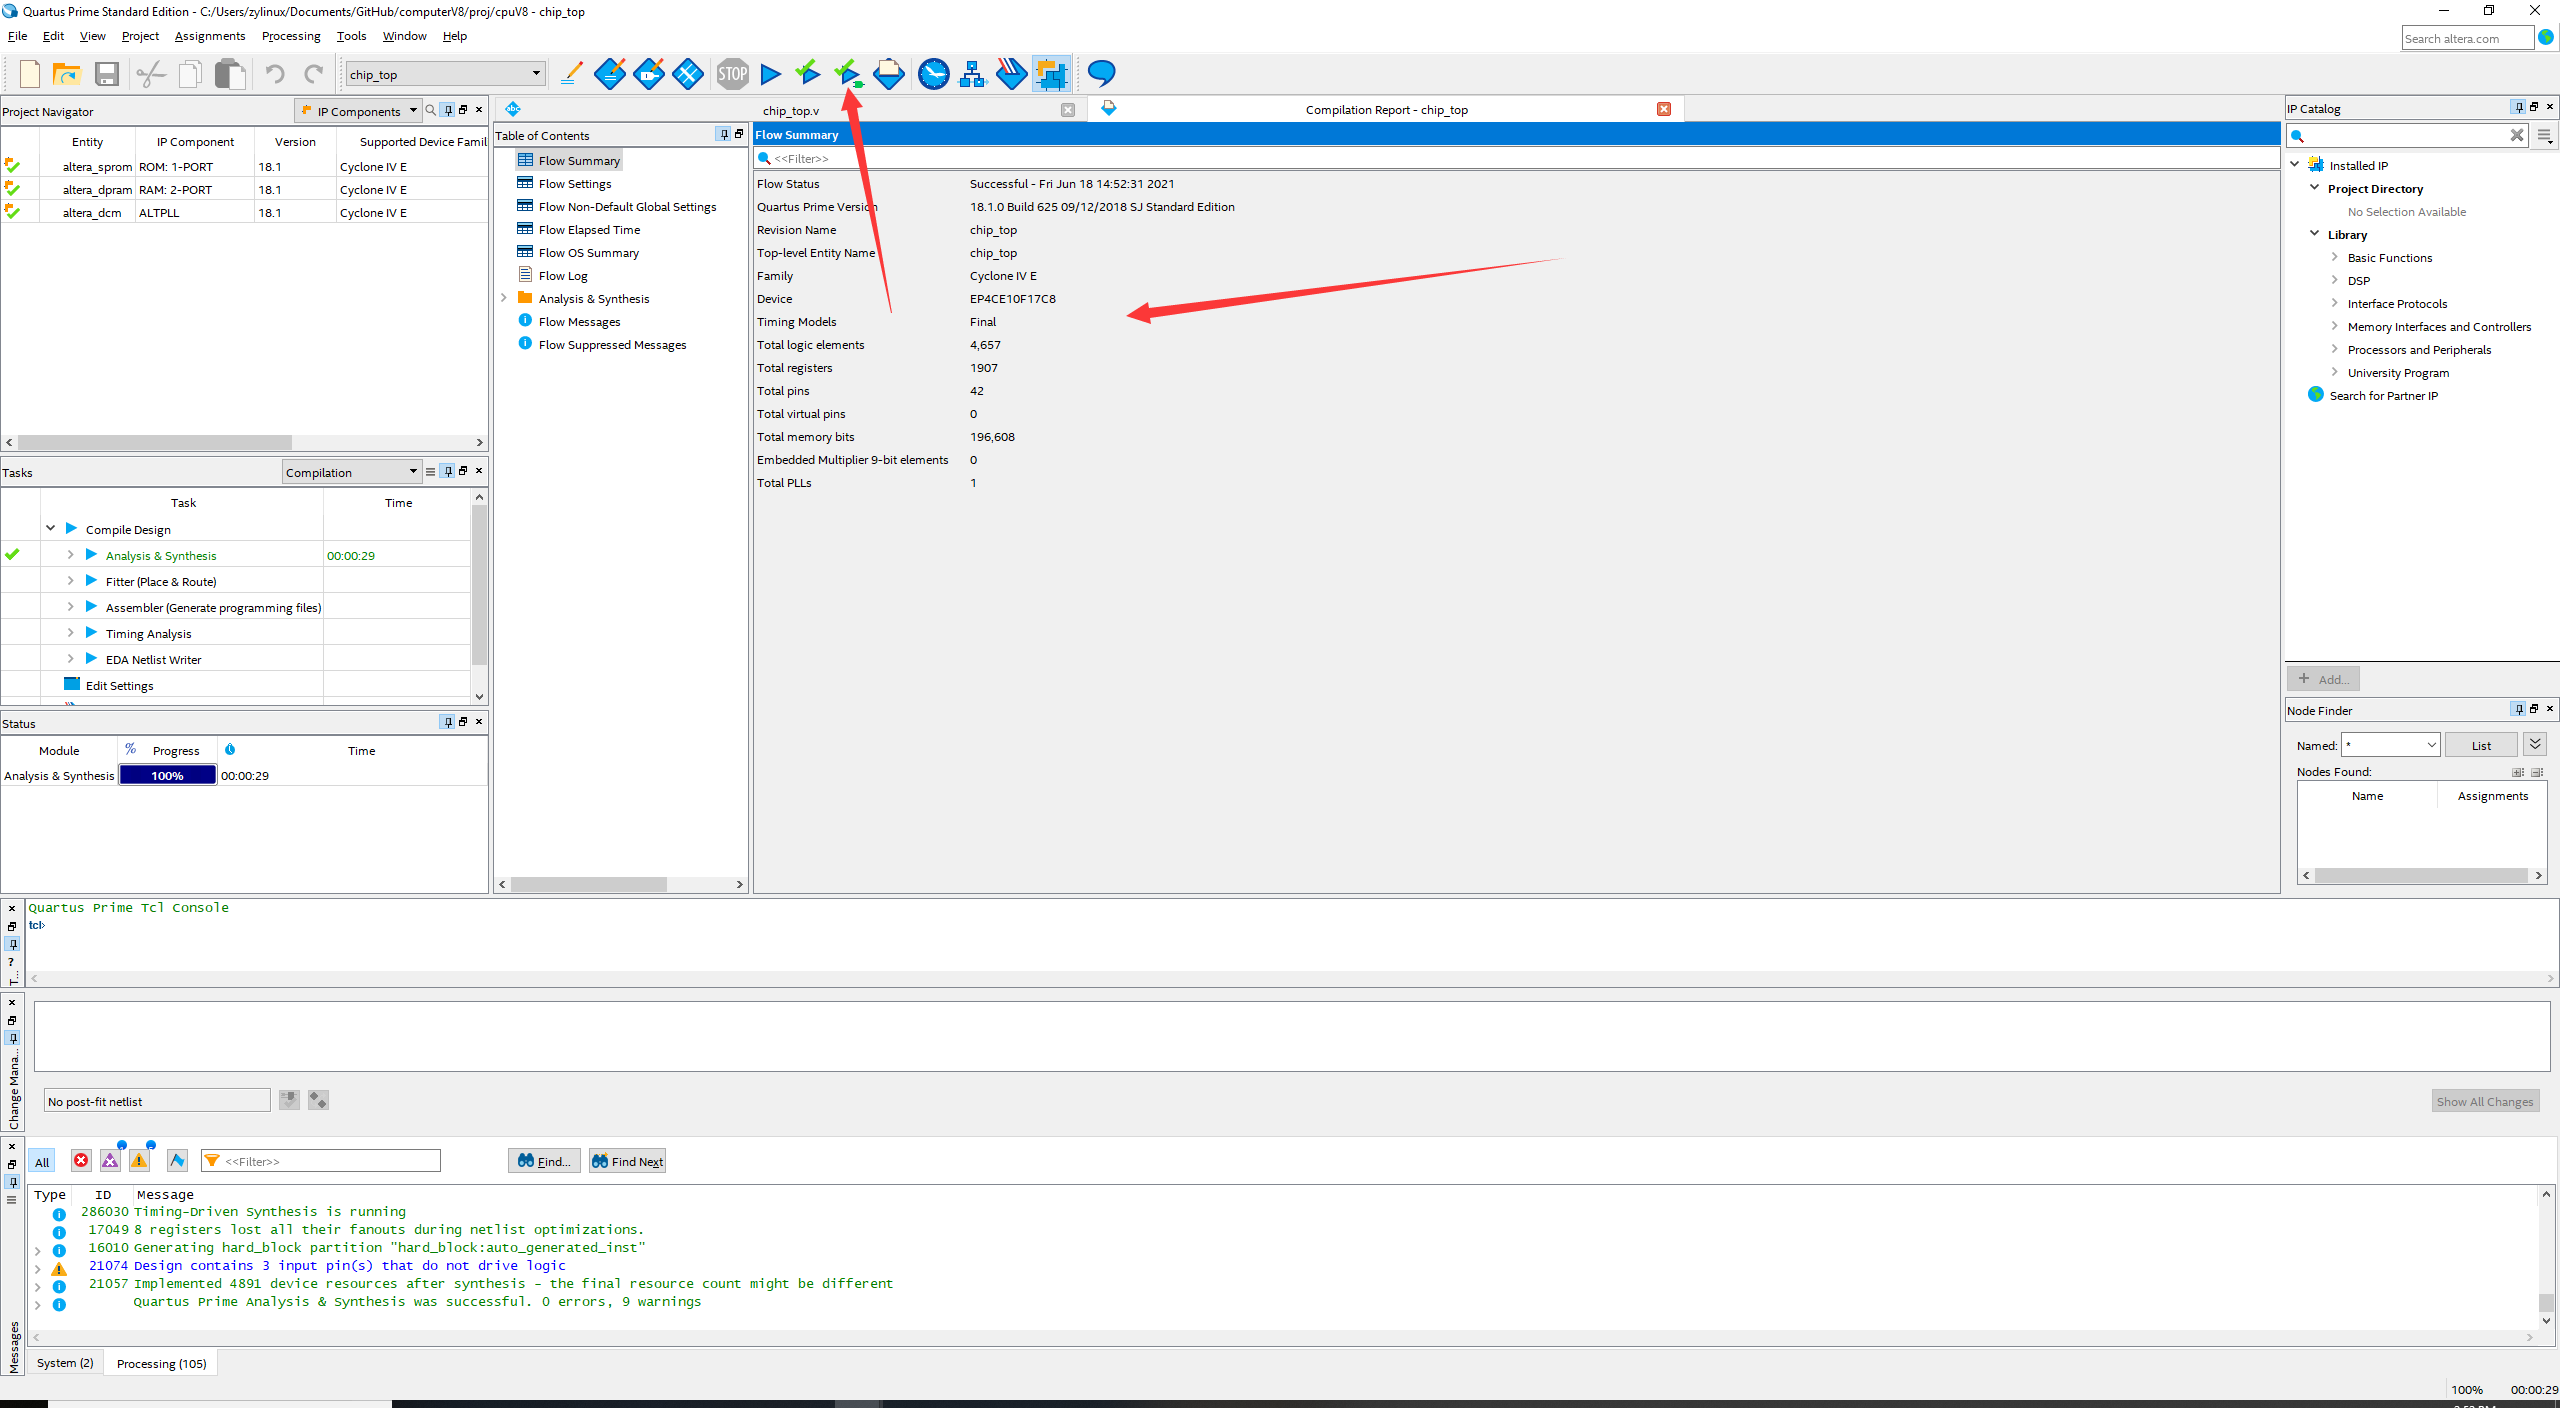 Quartus Prime Standard Edition - C:/Users/zylinux/Documents/GitHub/computerV8/proj/cpuV8 - chip_top
File Edit View Project Assignments Processing Tools Window Help
Search altera.com
chip_top
STOP
Project Navigator
IP Components
Entity IP Component Version Supported Device Famil
altera_sprom ROM: 1-PORT 18.1 Cyclone IV E
altera_dpram RAM: 2-PORT 18.1 Cyclone IV E
altera_dcm ALTPLL 18.1 Cyclone IV E
Tasks
Compilation
Task Time
Compile Design
Analysis & Synthesis 00:00:29
Fitter (Place & Route)
Assembler (Generate programming files)
Timing Analysis
EDA Netlist Writer
Edit Settings
Status
Module % Progress Time
Analysis & Synthesis 100% 00:00:29
abc
chip_top.v
Compilation Report - chip_top
Table of Contents
Flow Summary
Flow Settings
Flow Non-Default Global Settings
Flow Elapsed Time
Flow OS Summary
Flow Log
Analysis & Synthesis
Flow Messages
Flow Suppressed Messages
Flow Summary
<<Filter>>
Flow Status Successful - Fri Jun 18 14:52:31 2021
Quartus Prime Version 18.1.0 Build 625 09/12/2018 SJ Standard Edition
Revision Name chip_top
Top-level Entity Name chip_top
Family Cyclone IV E
Device EP4CE10F17C8
Timing Models Final
Total logic elements 4,657
Total registers 1907
Total pins 42
Total virtual pins 0
Total memory bits 196,608
Embedded Multiplier 9-bit elements 0
Total PLLs 1
IP Catalog
Installed IP
Project Directory
No Selection Available
Library
Basic Functions
DSP
Interface Protocols
Memory Interfaces and Controllers
Processors and Peripherals
University Program
Search for Partner IP
+ Add...
Node Finder
Named: * List
Nodes Found:
Name Assignments
Quartus Prime Tcl Console
tcl>
? T...
Change Mana...
No post-fit netlist
Show All Changes
All <<Filter>> Find... Find Next
Type ID Message
286030 Timing-Driven Synthesis is running
17049 8 registers lost all their fanouts during netlist optimizations.
16010 Generating hard_block partition "hard_block:auto_generated_inst"
21074 Design contains 3 input pin(s) that do not drive logic
21057 Implemented 4891 device resources after synthesis - the final resource count might be different
Quartus Prime Analysis & Synthesis was successful. 0 errors, 9 warnings
Messages
System (2) Processing (105)
100% 00:00:29